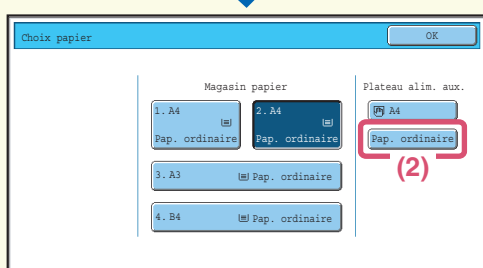 Choix papier
OK
Magasin papier
Plateau alim. aux.
1. A4
Pap. ordinaire
2. A4
Pap. ordinaire
A4
Pap. ordinaire
(2)
3. A3 Pap. ordinaire
4. B4 Pap. ordinaire